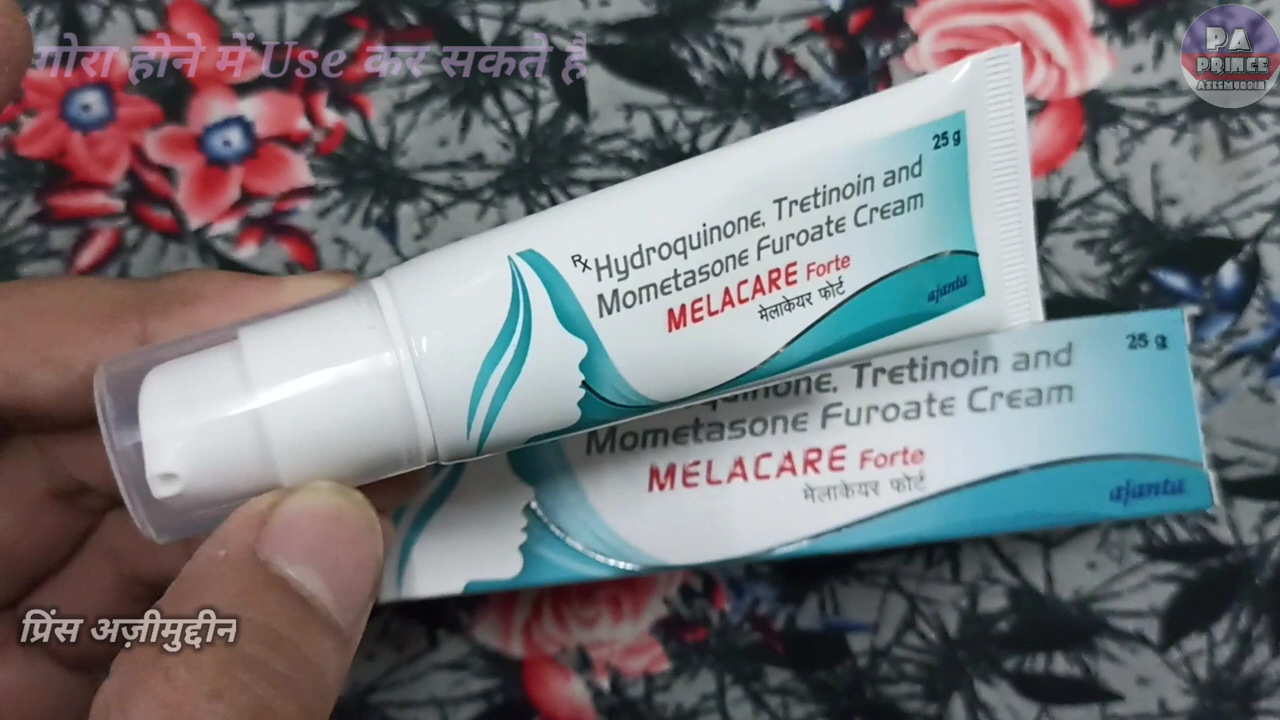 गोरा होने में Use कर सकते है
PA
PRINCE
AZEEMUDDIN
25 g
Rx Hydroquinone, Tretinoin and
Mometasone Furoate Cream
MELACARE Forte
मेलाकेयर फोर्ट
ajanta
25 g
Tretinoin and
Mometasone Furoate Cream
MELACARE Forte
मेलाकेयर फोर्ट
ajanta
प्रिंस अज़ीमुद्दीन